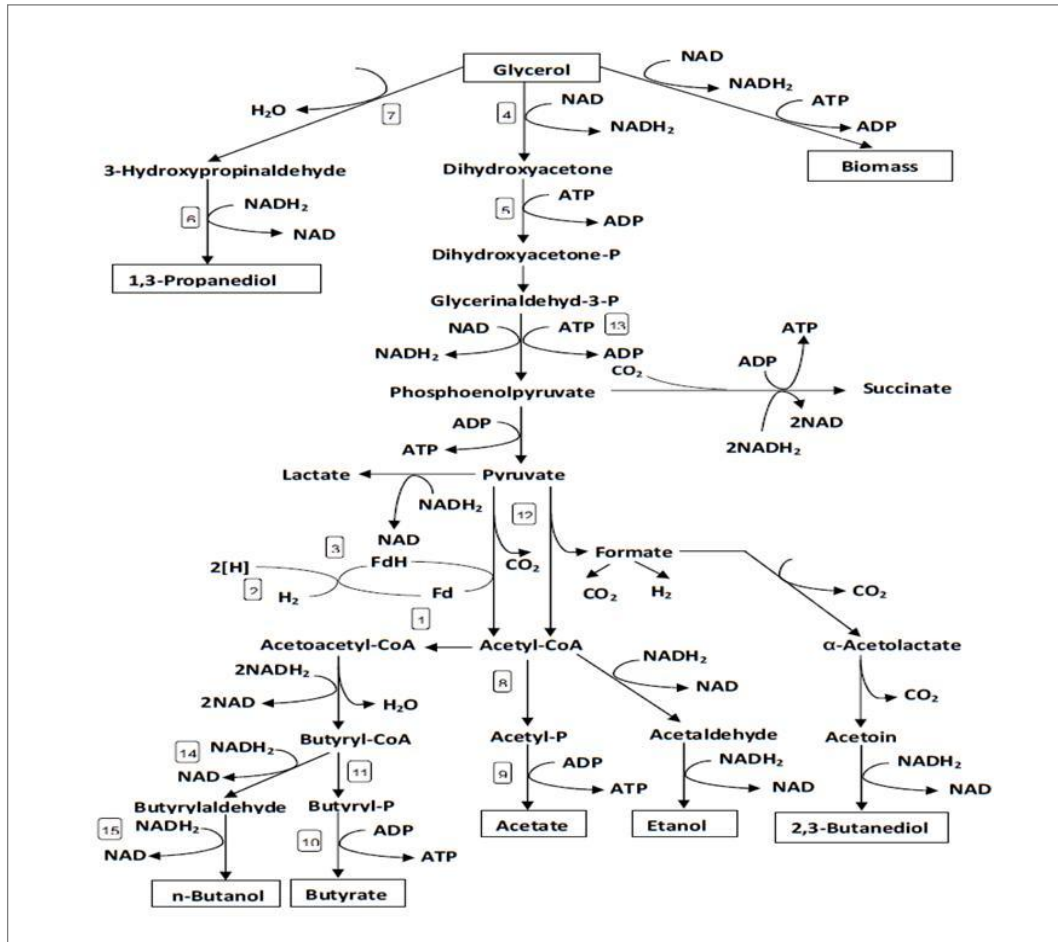 Glycerol
NAD
NADH₂
ATP
ADP
Biomass
H₂O
7
4
NAD
NADH₂
3-Hydroxypropinaldehyde
Dihydroxyacetone
6
NADH₂
NAD
5
ATP
ADP
1,3-Propanediol
Dihydroxyacetone-P
Glycerinaldehyd-3-P
NAD
NADH₂
ATP
13
ADP
CO₂
ATP
ADP
Phosphoenolpyruvate
Succinate
2NAD
2NADH₂
ADP
ATP
Lactate
Pyruvate
NADH₂
NAD
12
3
FdH
2[H]
2
H₂
Fd
1
CO₂
Formate
CO₂
H₂
CO₂
Acetoacetyl-CoA
Acetyl-CoA
α-Acetolactate
2NADH₂
2NAD
H₂O
8
NADH₂
NAD
CO₂
Butyryl-CoA
Acetyl-P
Acetaldehyde
Acetoin
14
NADH₂
NAD
11
9
ADP
ATP
NADH₂
NAD
NADH₂
NAD
Butyrylaldehyde
Butyryl-P
15
NADH₂
NAD
10
ADP
ATP
Acetate
Etanol
2,3-Butanediol
n-Butanol
Butyrate